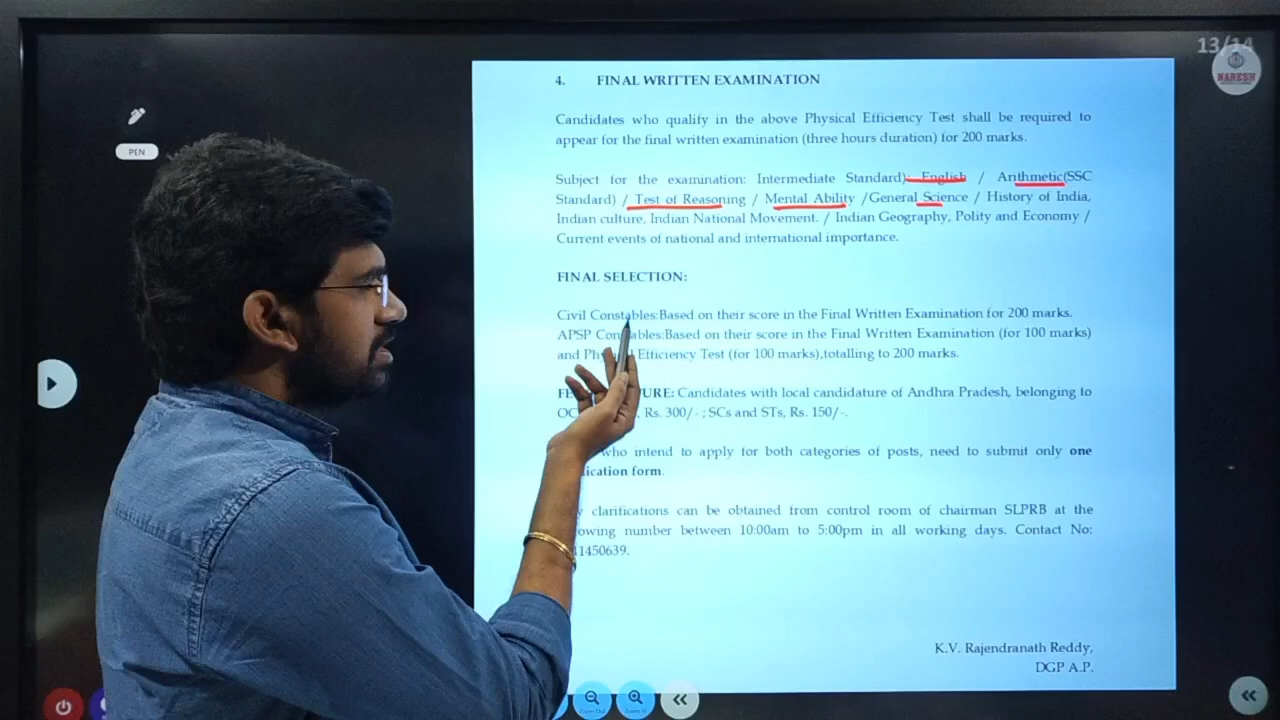 13/14
NARESH
PEN
4. FINAL WRITTEN EXAMINATION
Candidates who qualify in the above Physical Efficiency Test shall be required to
appear for the final written examination (three hours duration) for 200 marks.
Subject for the examination: Intermediate Standard): English / Arithmetic(SSC
Standard) / Test of Reasoning / Mental Ability /General Science / History of India,
Indian culture, Indian National Movement. / Indian Geography, Polity and Economy /
Current events of national and international importance.
FINAL SELECTION:
Civil Constables:Based on their score in the Final Written Examination for 200 marks.
APSP Con ables:Based on their score in the Final Written Examination (for 100 marks)
and Ph Efficiency Test (for 100 marks),totalling to 200 marks.
URE: Candidates with local candidature of Andhra Pradesh, belonging to
OC Rs. 300/- ; SCs and STs, Rs. 150/-.
who intend to apply for both categories of posts, need to submit only one
ication form.
clarifications can be obtained from control room of chairman SLPRB at the
owing number between 10:00am to 5:00pm in all working days. Contact No:
1450639.
K.V. Rajendranath Reddy,
DGP A.P.
Zoom Out
Zoom In